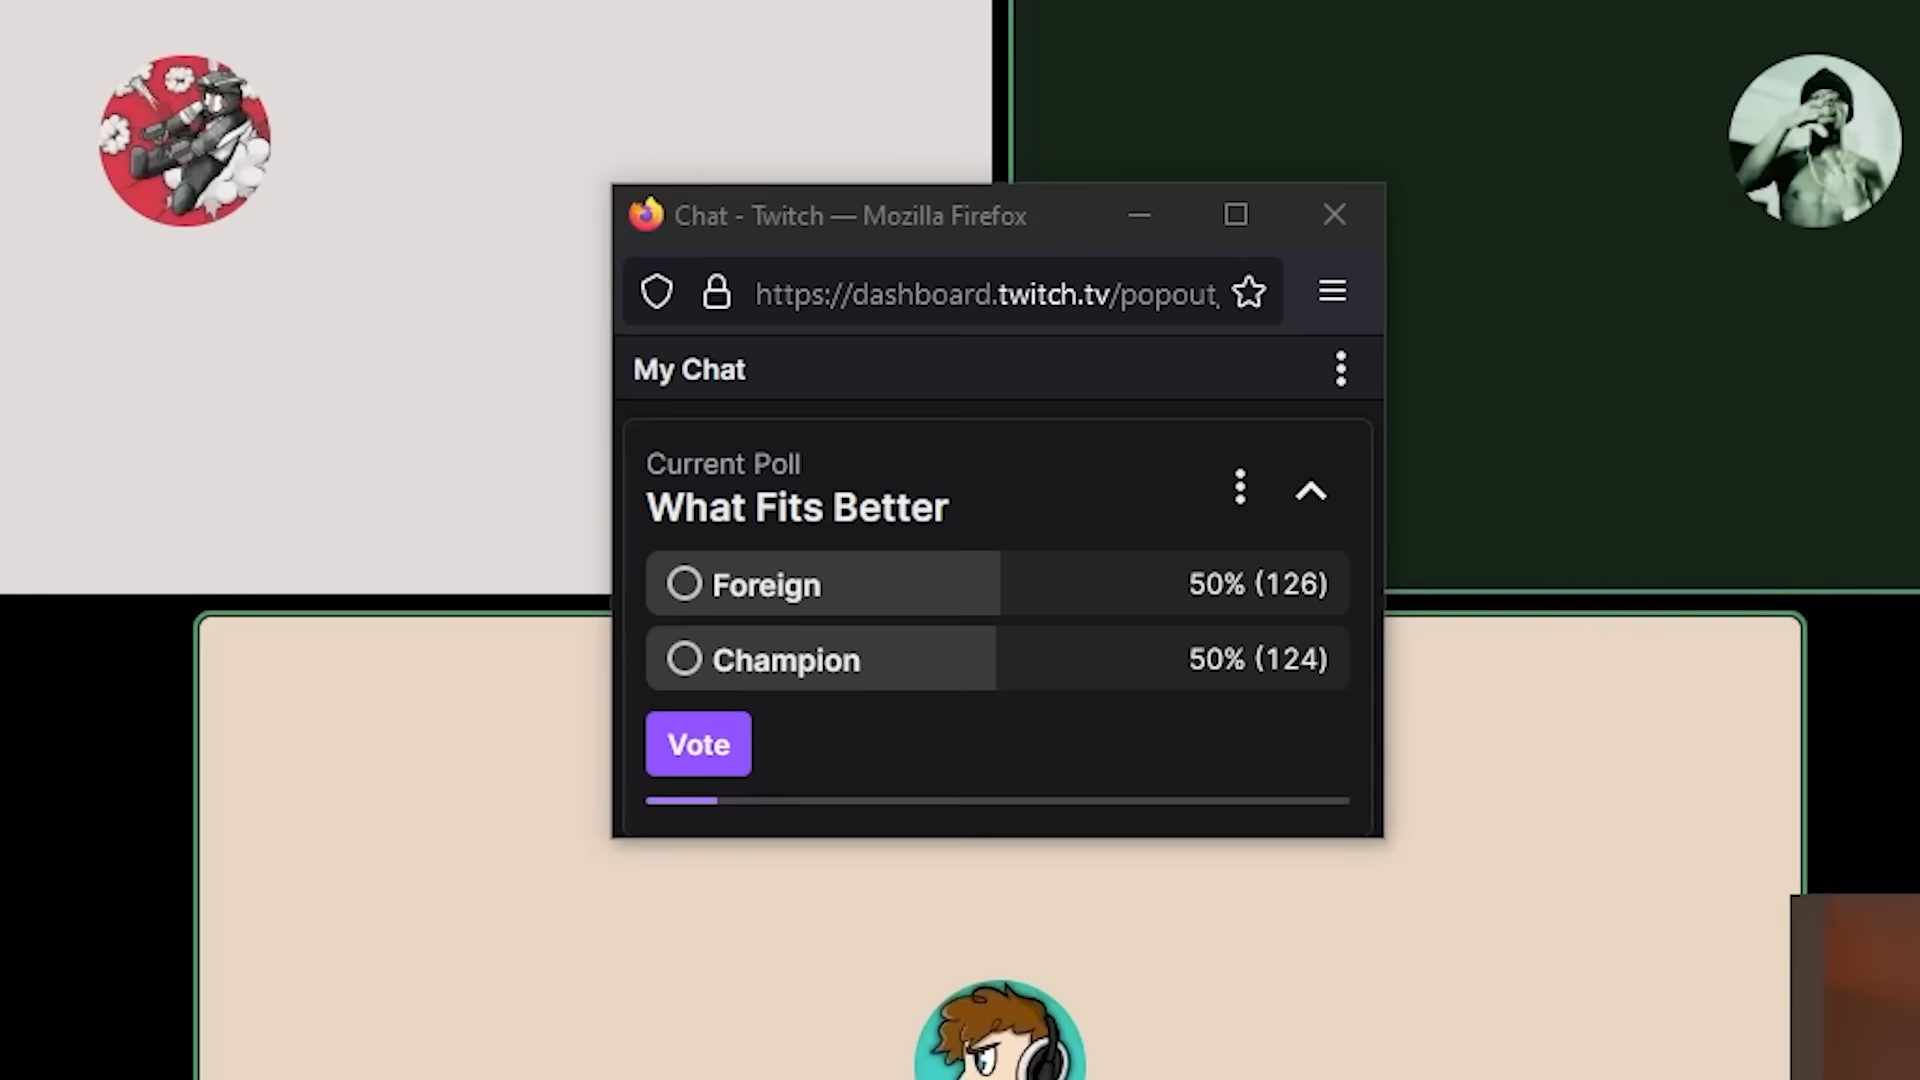 Chat - Twitch — Mozilla Firefox
https://dashboard.twitch.tv/popout
My Chat
Current Poll
What Fits Better
Foreign 50% (126)
Champion 50% (124)
Vote